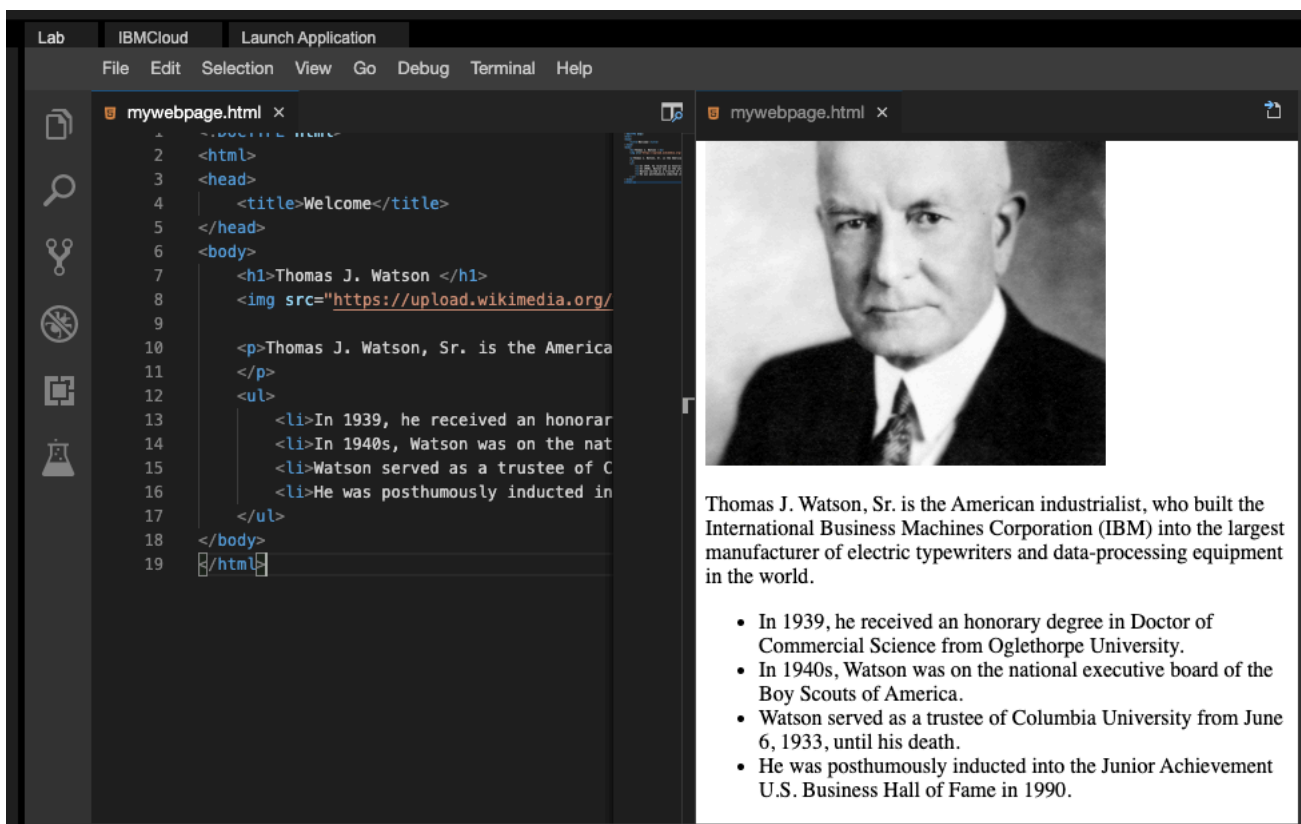 Lab IBMCloud Launch Application
File Edit Selection View Go Debug Terminal Help
mywebpage.html ×
1 <!DOCTYPE html>
2 <html>
3 <head>
4 <title>Welcome</title>
5 </head>
6 <body>
7 <h1>Thomas J. Watson </h1>
8 <img src="https://upload.wikimedia.org/
9
10 <p>Thomas J. Watson, Sr. is the America
11 </p>
12 <ul>
13 <li>In 1939, he received an honorar
14 <li>In 1940s, Watson was on the nat
15 <li>Watson served as a trustee of C
16 <li>He was posthumously inducted in
17 </ul>
18 </body>
19 </html>
mywebpage.html ×
Thomas J. Watson, Sr. is the American industrialist, who built the
International Business Machines Corporation (IBM) into the largest
manufacturer of electric typewriters and data-processing equipment
in the world.
• In 1939, he received an honorary degree in Doctor of
Commercial Science from Oglethorpe University.
• In 1940s, Watson was on the national executive board of the
Boy Scouts of America.
• Watson served as a trustee of Columbia University from June
6, 1933, until his death.
• He was posthumously inducted into the Junior Achievement
U.S. Business Hall of Fame in 1990.